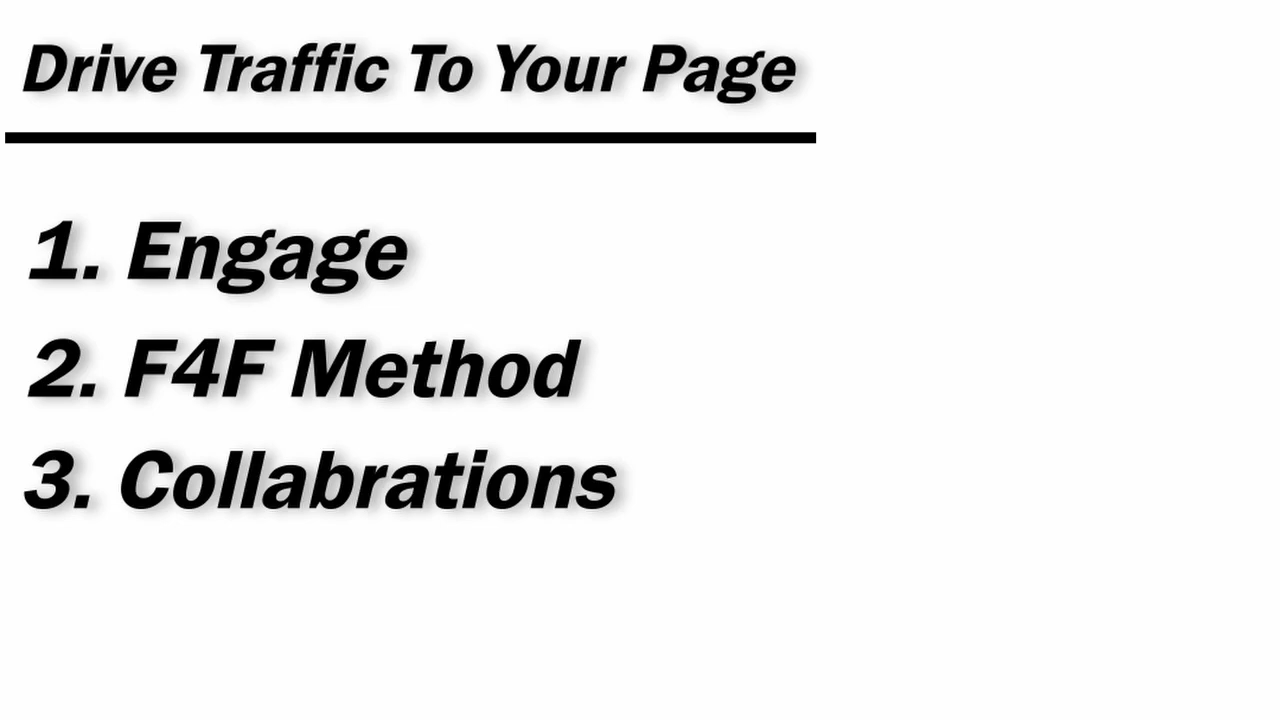 Drive Traffic To Your Page
1. Engage
2. F4F Method
3. Collabrations